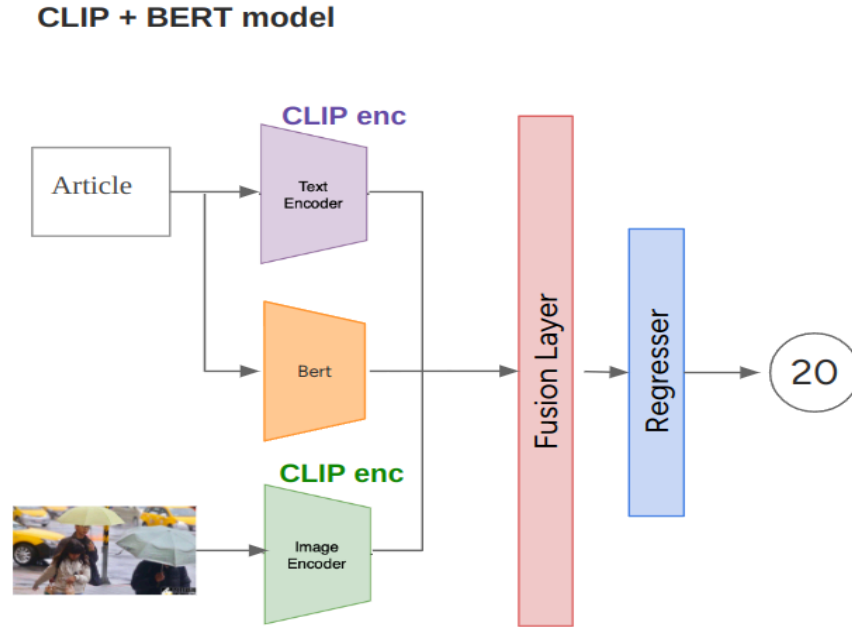 CLIP + BERT model
CLIP enc
Article
Text
Encoder
Bert
CLIP enc
Image
Encoder
Fusion Layer
Regresser
20